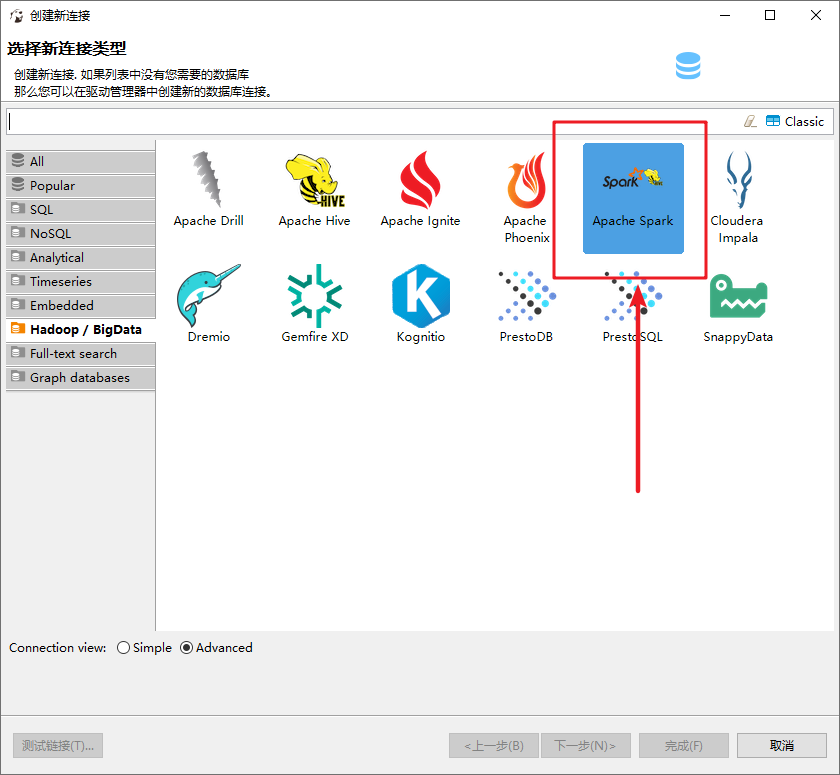 创建新连接
选择新连接类型
创建新连接. 如果列表中没有您需要的数据库
那么您可以在驱动管理器中创建新的数据库连接。
Classic
All
Popular
SQL
NoSQL
Analytical
Timeseries
Embedded
Hadoop / BigData
Full-text search
Graph databases
Apache Drill
HIVE
Apache Hive
Apache Ignite
Apache
Phoenix
Spark
Apache Spark
Cloudera
Impala
Dremio
Gemfire XD
K
Kognitio
PrestoDB
PrestoSQL
SnappyData
Connection view:
Simple
Advanced
测试链接(T)...
<上一步(B)
下一步(N)>
完成(F)
取消